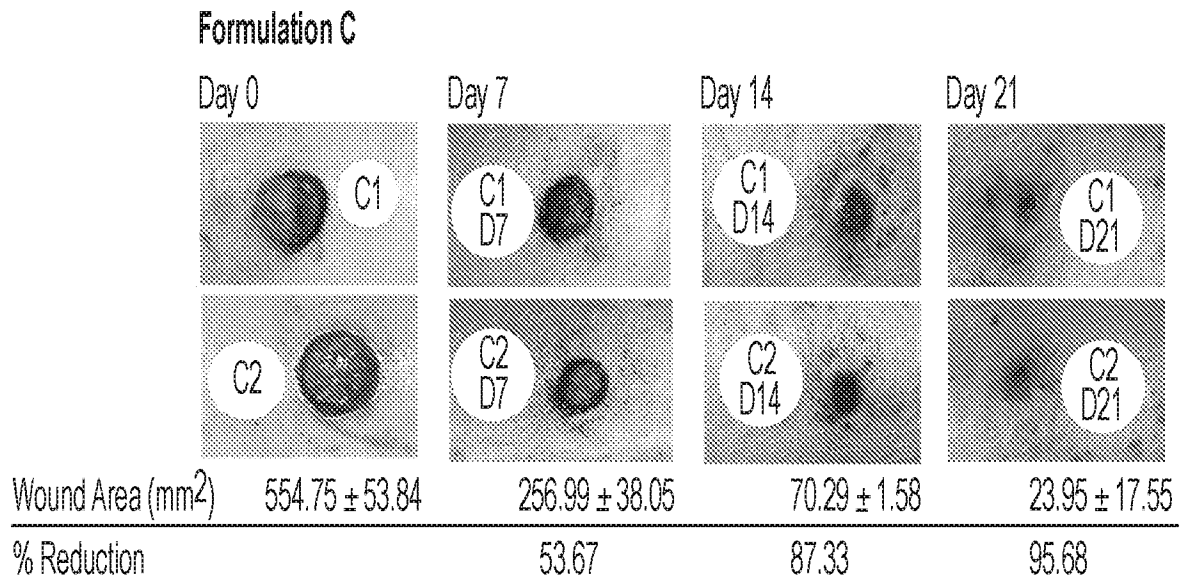 Formulation C
Day 0 Day 7 Day 14 Day 21
C1 C1 C1 C1
D7 D14 D21
C2 C2 C2 C2
D7 D14 D21
Wound Area (mm2) 554.75 ± 53.84 256.99 ± 38.05 70.29 ± 1.58 23.95 ± 17.55
% Reduction 53.67 87.33 95.68